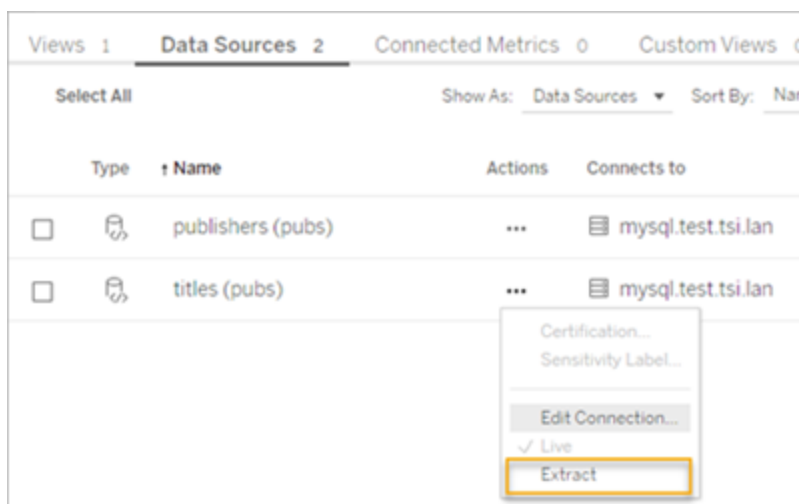 Views 1 Data Sources 2 Connected Metrics 0 Custom Views
Select All Show As: Data Sources Sort By:
Type ↑ Name Actions Connects to
publishers (pubs) ... mysql.test.tsi.lan
titles (pubs) ... mysql.test.tsi.lan
Certification...
Sensitivity Label...
Edit Connection...
✓ Live
Extract